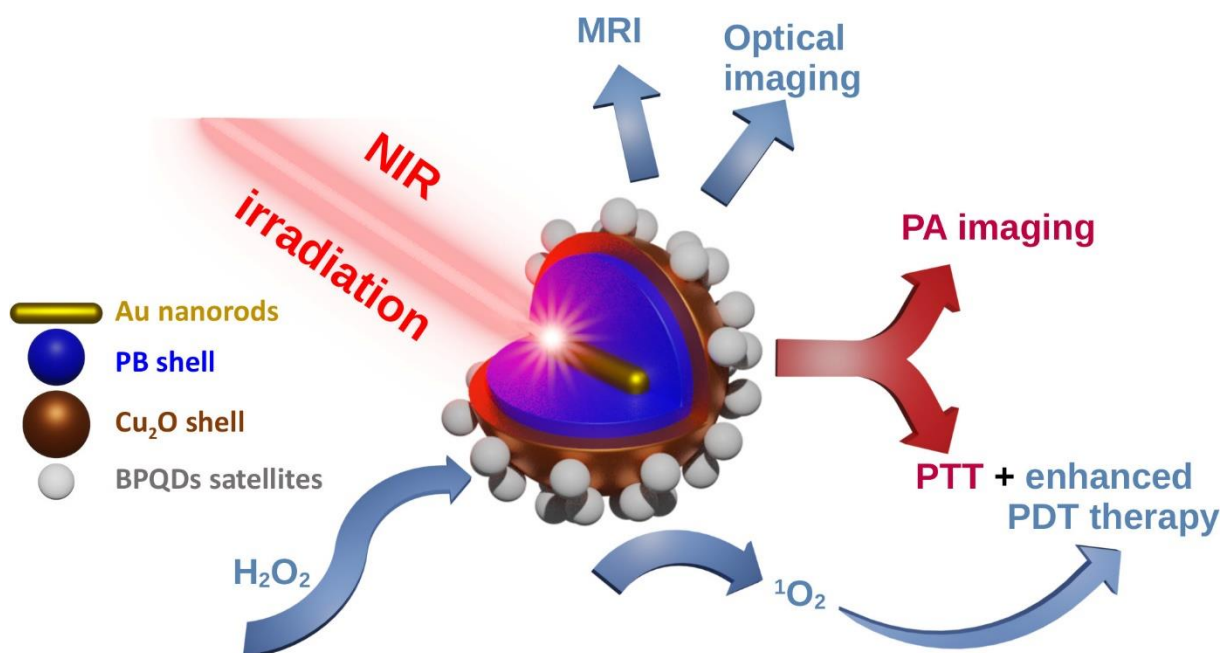 MRI
Optical
imaging
NIR
irradiation
PA imaging
Au nanorods
PB shell
Cu₂O shell
BPQDs satellites
PTT + enhanced
PDT therapy
H₂O₂
¹O₂